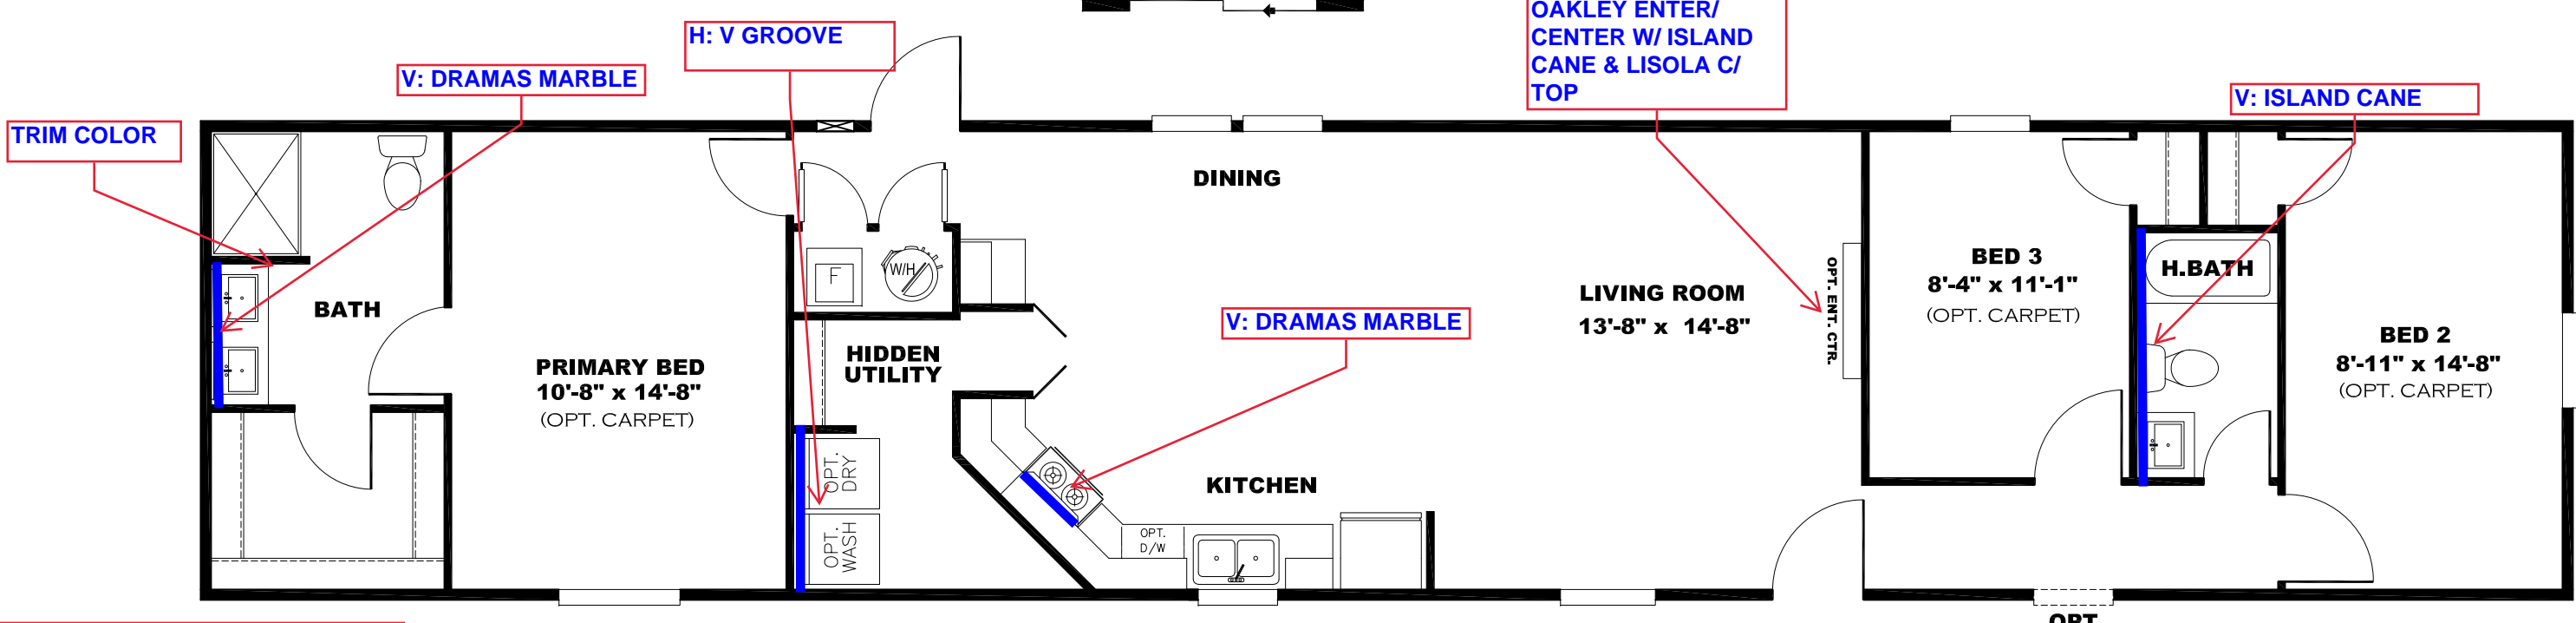 OAKLEY ENTER/
CENTER W/ ISLAND
CANE & LISOLA C/
TOP
H: V GROOVE
V: DRAMAS MARBLE
V: ISLAND CANE
TRIM COLOR
DINING
W/H
F
BED 3
8'-4" x 11'-1"
(OPT. CARPET)
H.BATH
OPT. ENT. CTR.
LIVING ROOM
13'-8" x 14'-8"
BATH
V: DRAMAS MARBLE
HIDDEN
UTILITY
PRIMARY BED
10'-8" x 14'-8"
(OPT. CARPET)
BED 2
8'-11" x 14'-8"
(OPT. CARPET)
OPT.
DRY
KITCHEN
OPT.
WASH
OPT.
D/W
OPT